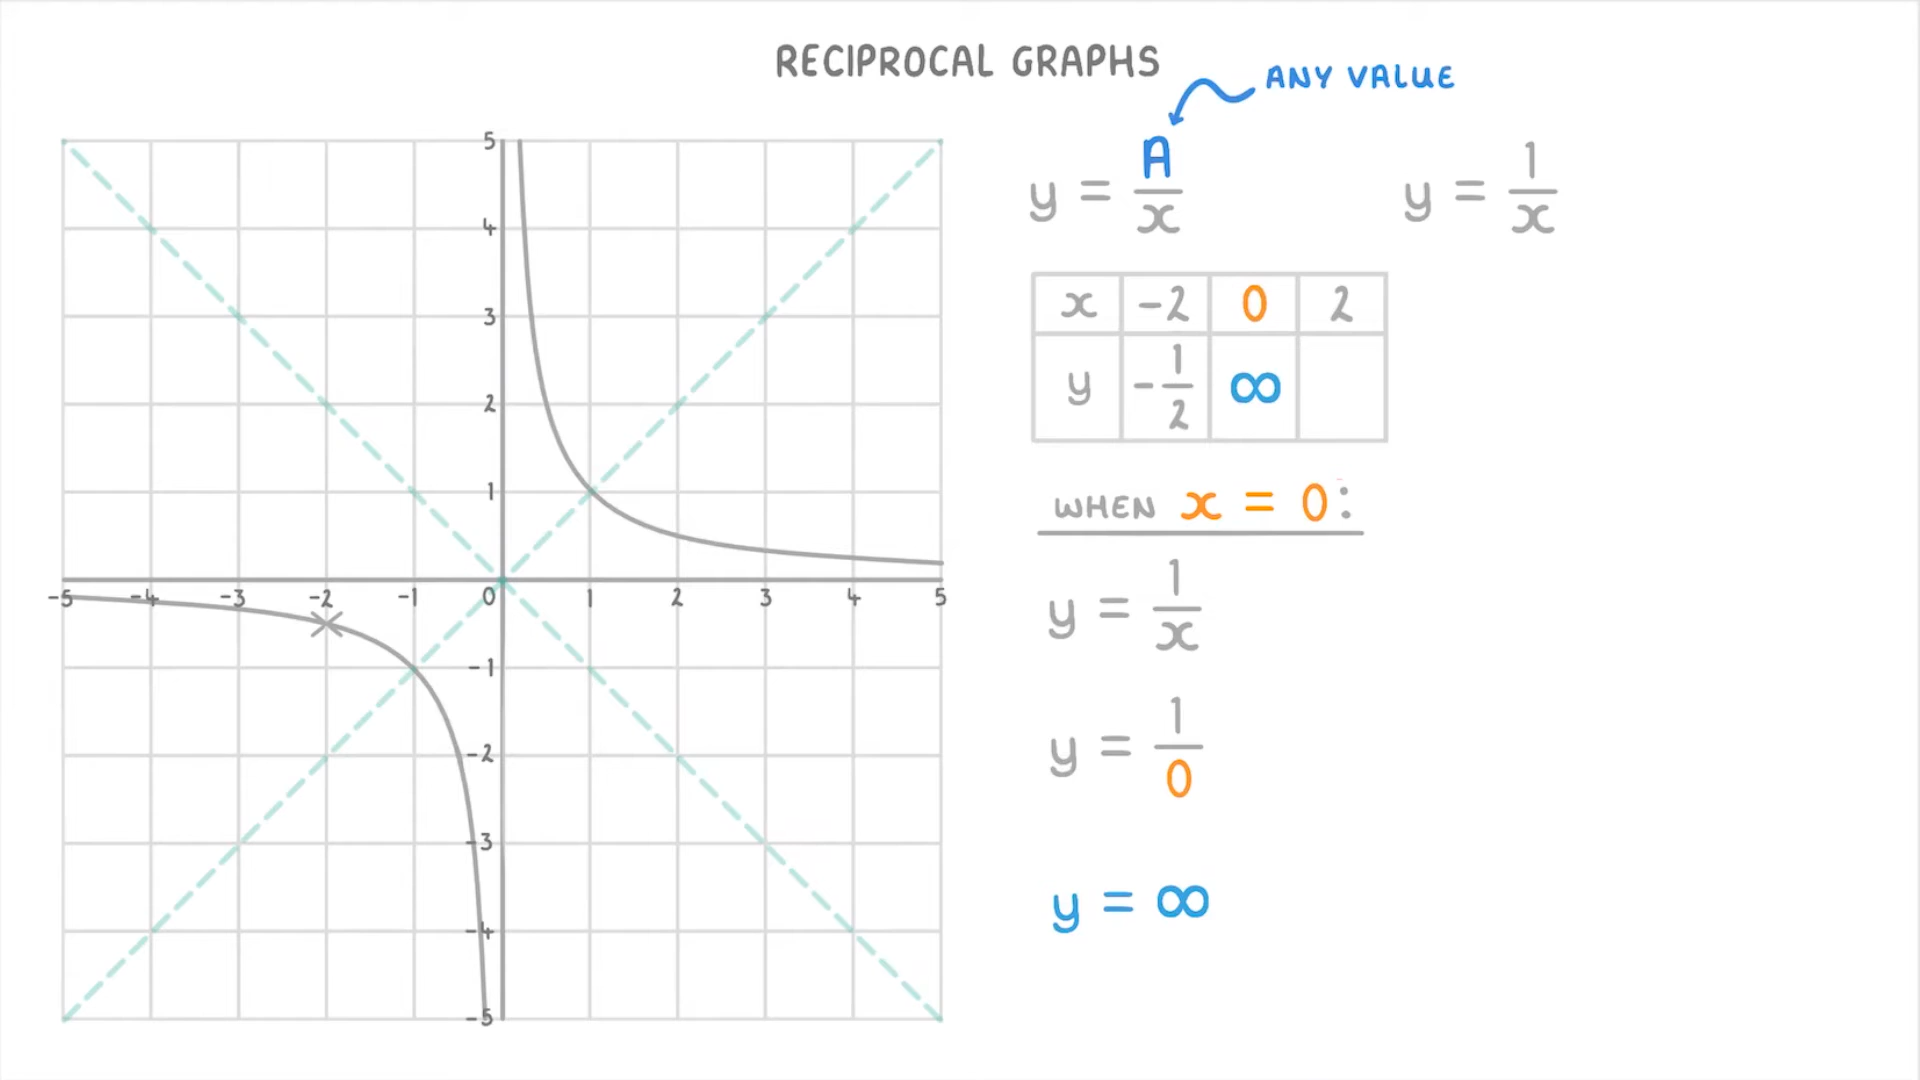 RECIPROCAL GRAPHS
ANY VALUE
y = A/x
y = 1/x
x -2 0 2
y -1/2 ∞
WHEN x = 0:
y = 1/x
y = 1/0
y = ∞
5
4
3
2
1
-5 -4 -3 -2 -1 0 1 2 3 4 5
-1
-2
-3
-4
-5